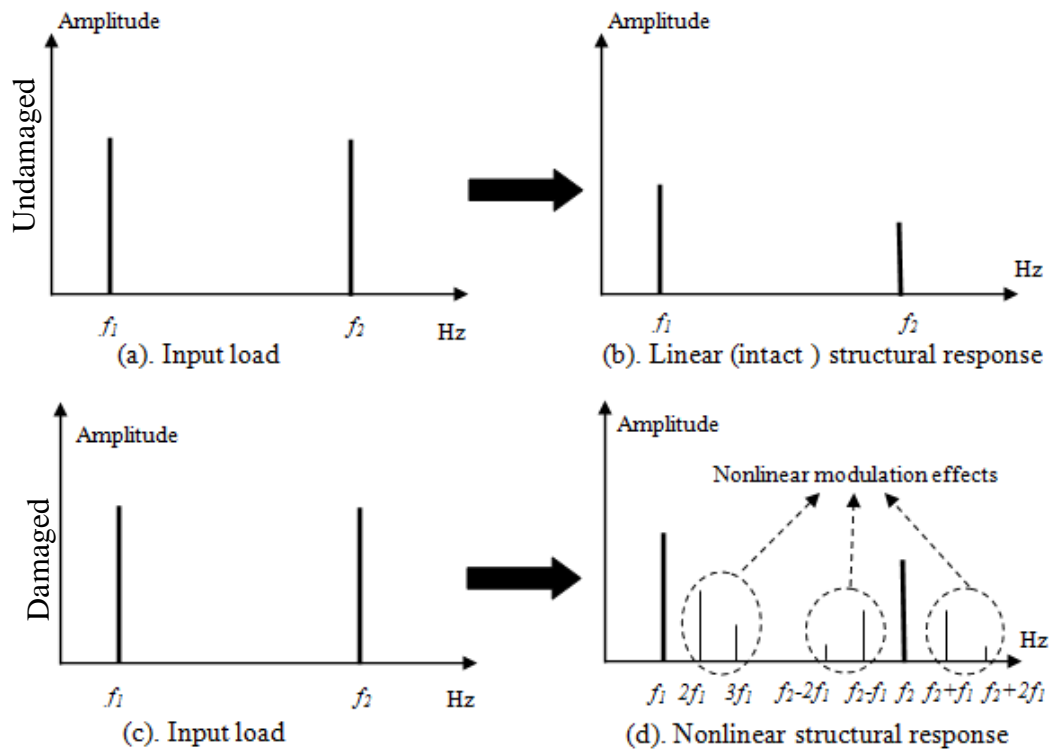 Amplitude
Undamaged
f1
f2
Hz
(a). Input load
Amplitude
Hz
f1
f2
(b). Linear (intact ) structural response
Amplitude
Damaged
f1
f2
Hz
(c). Input load
Amplitude
Nonlinear modulation effects
Hz
f1 2f1 3f1 f2-2f1 f2-f1 f2 f2+f1 f2+2f1
(d). Nonlinear structural response